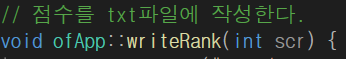 // 점수를 txt파일에 작성한다.
void ofApp::writeRank(int scr) {